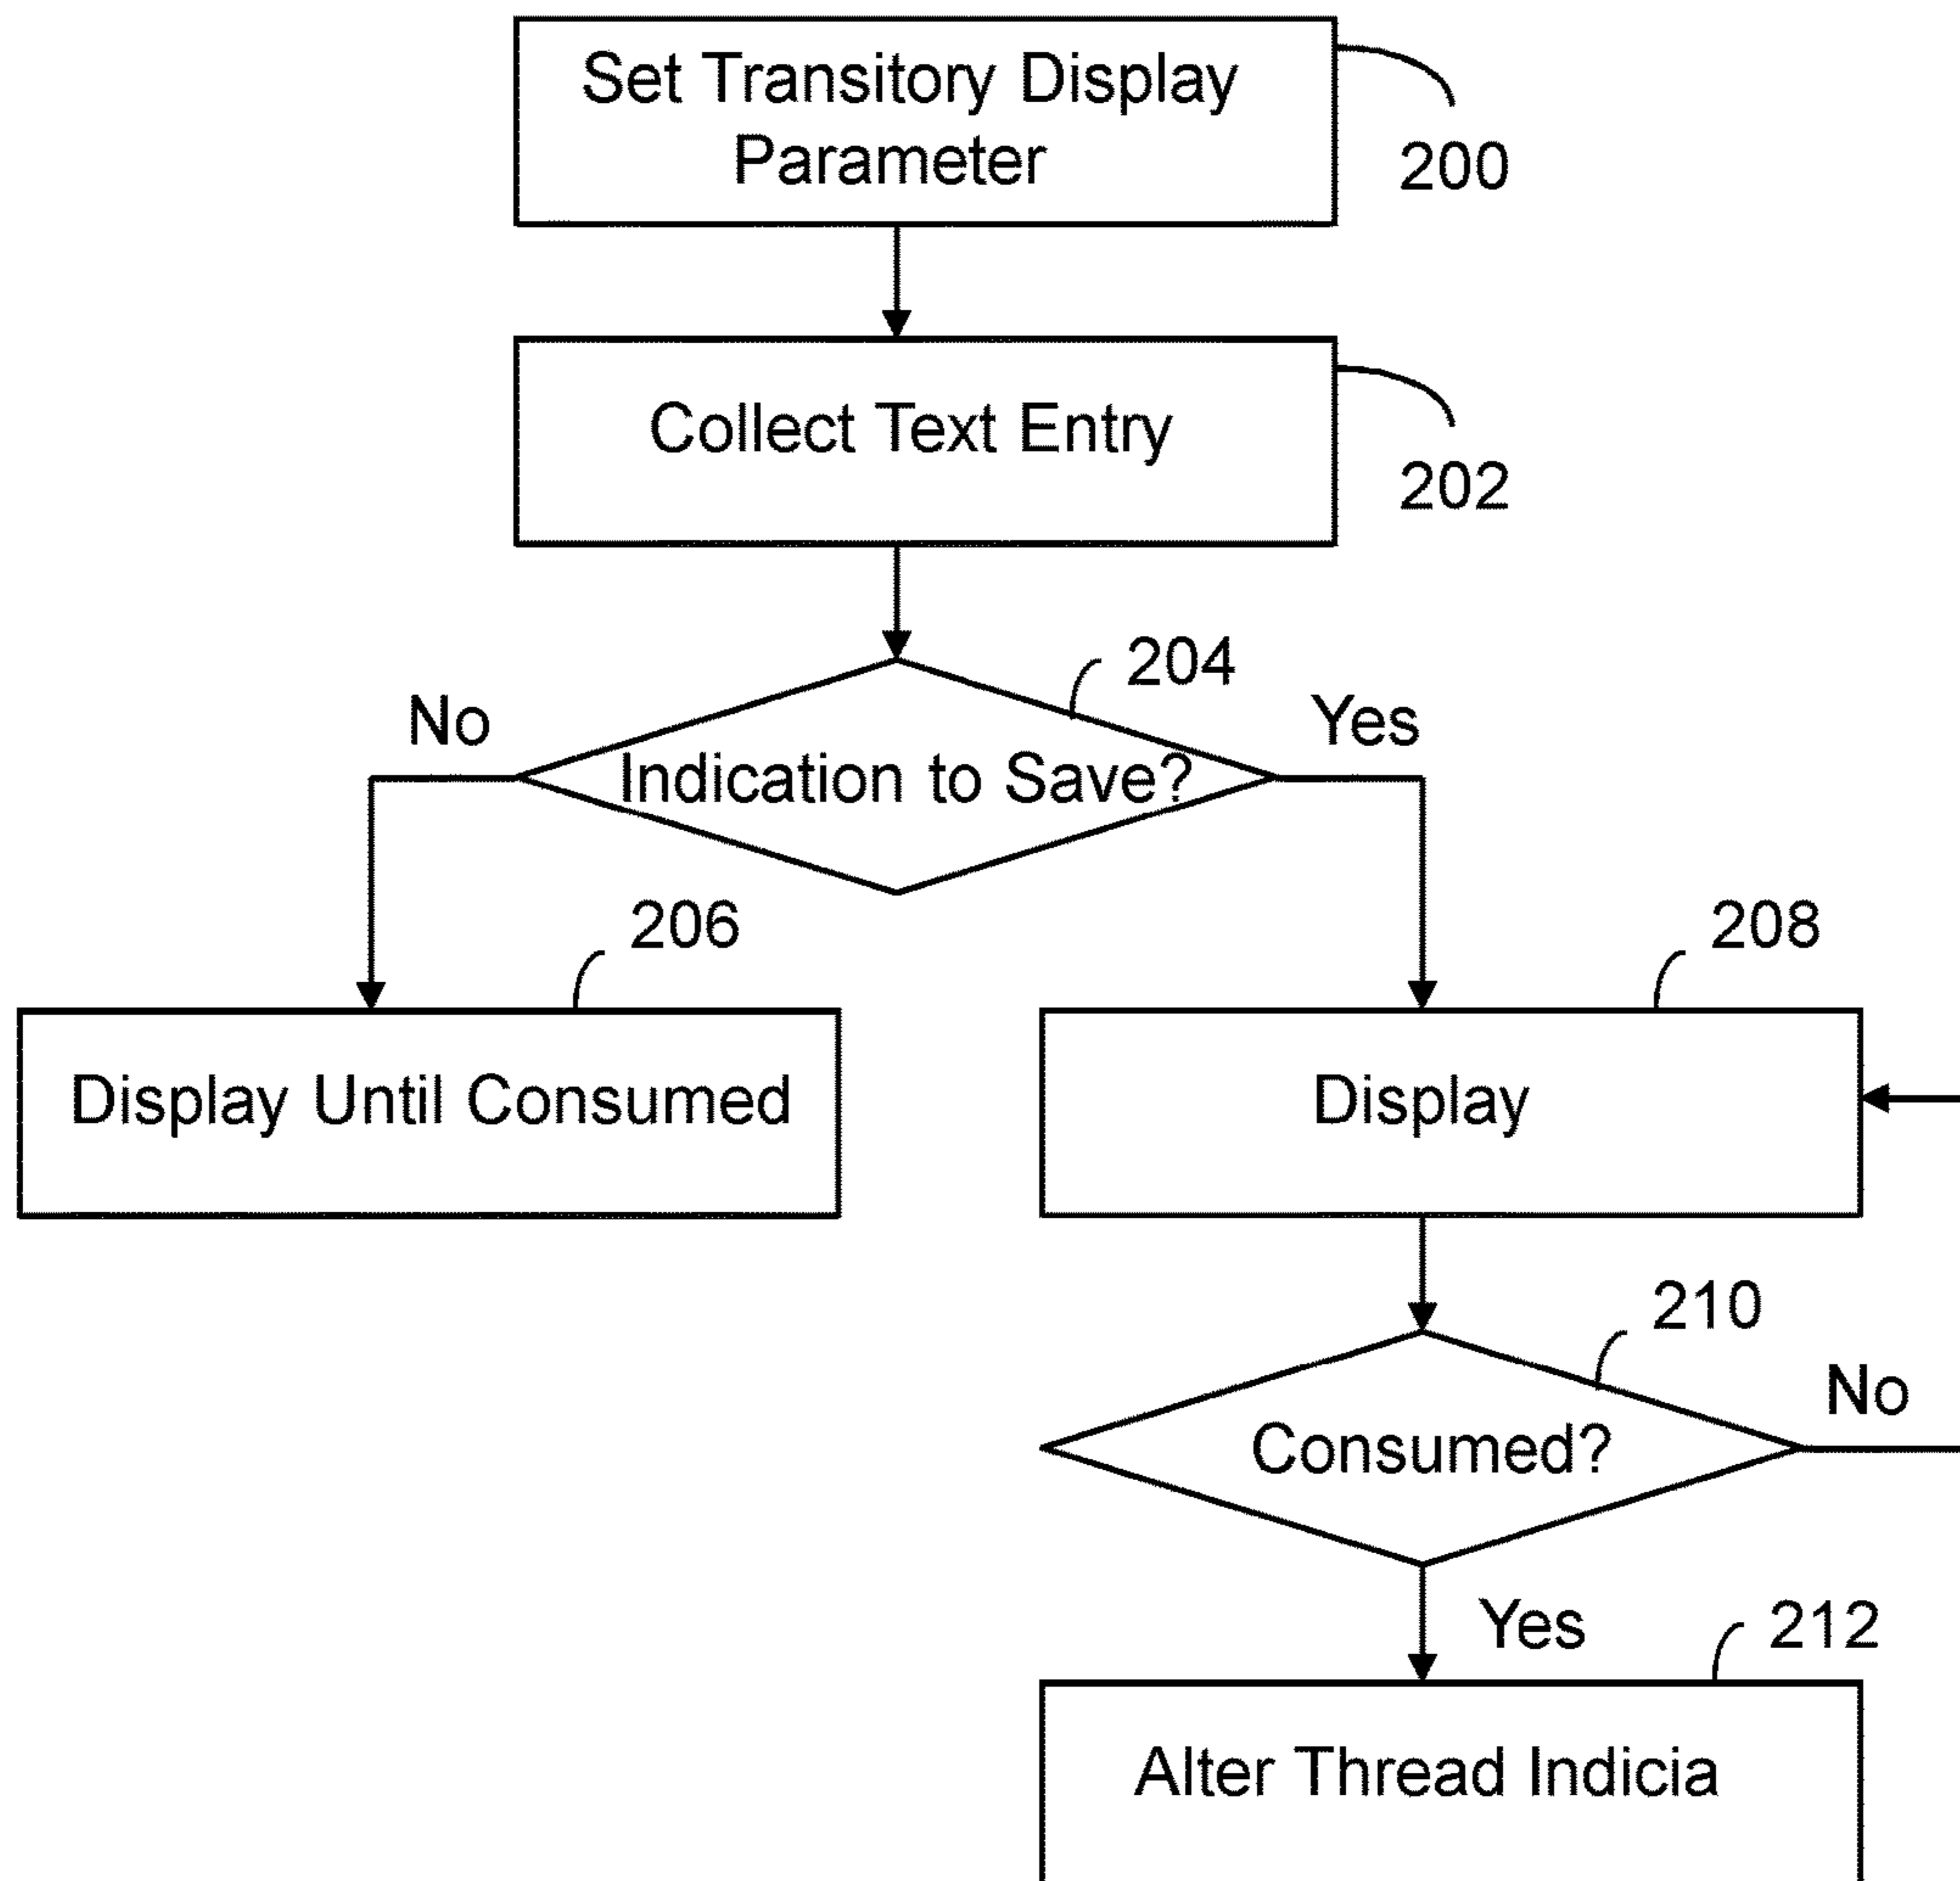 Set Transitory Display
Parameter
200
Collect Text Entry
202
204
No
Yes
Indication to Save?
206
208
Display Until Consumed
Display
210
No
Consumed?
Yes
212
Alter Thread Indicia